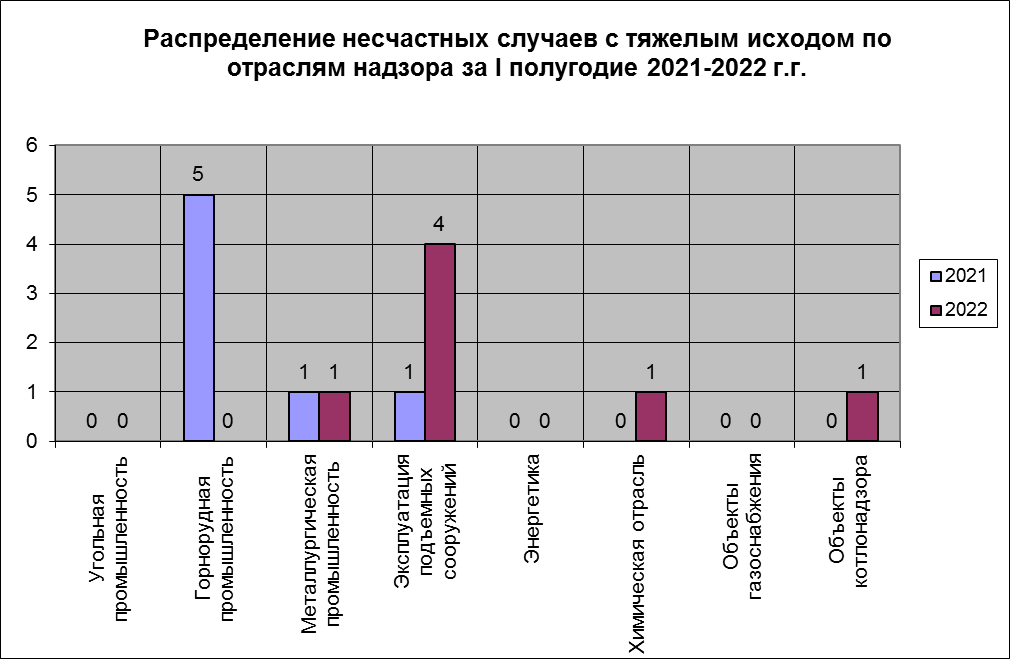 Распределение несчастных случаев с тяжелым исходом по
отраслям надзора за I полугодие 2021-2022 г.г.
6
5
4
3
2
1
0
0 0
5 0
1 1
1 4
0 0
0 1
0 0
0 1
Угольная
промышленность
Горнорудная
промышленность
Металлургическая
промышленность
Эксплуатация
подъемных
сооружений
Энергетика
Химическая отрасль
Объекты
газоснабжения
Объекты
котлонадзора
2021
2022